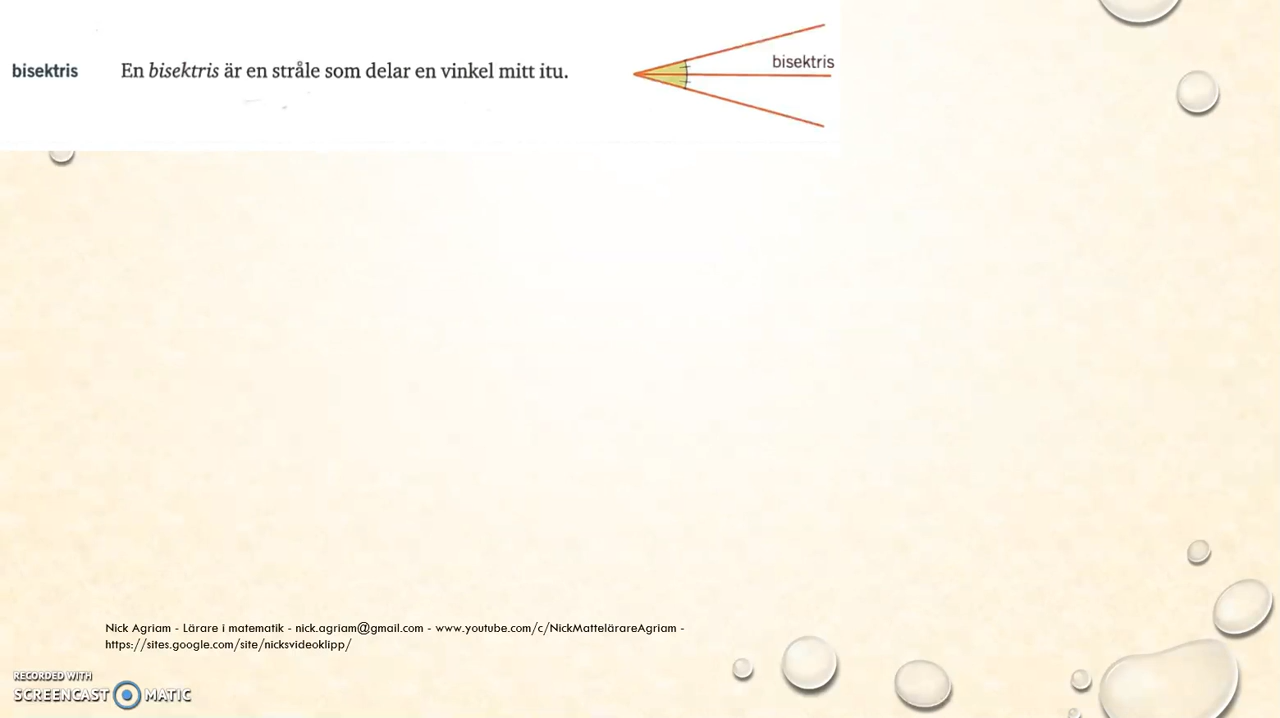 bisektris
En bisektris är en stråle som delar en vinkel mitt itu.
bisektris
Nick Agriam - Lärare i matematik - nick.agriam@gmail.com - www.youtube.com/c/NickMattelärareAgriam -
https://sites.google.com/site/nicksvideoklipp/
RECORDED WITH
SCREENCAST MATIC